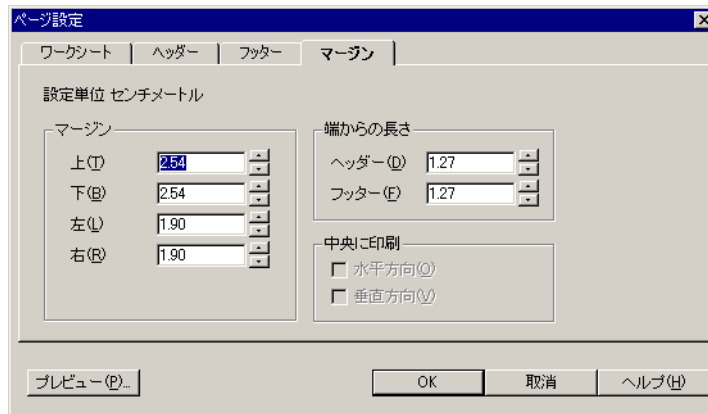 ページ設定
ワークシート
ヘッダー
フッター
マージン
設定単位 センチメートル
マージン
上(T) 2.54
下(B) 2.54
左(L) 1.90
右(R) 1.90
端からの長さ
ヘッダー(D) 1.27
フッター(F) 1.27
中央に印刷
水平方向(O)
垂直方向(V)
プレビュー(P)...
OK
取消
ヘルプ(H)